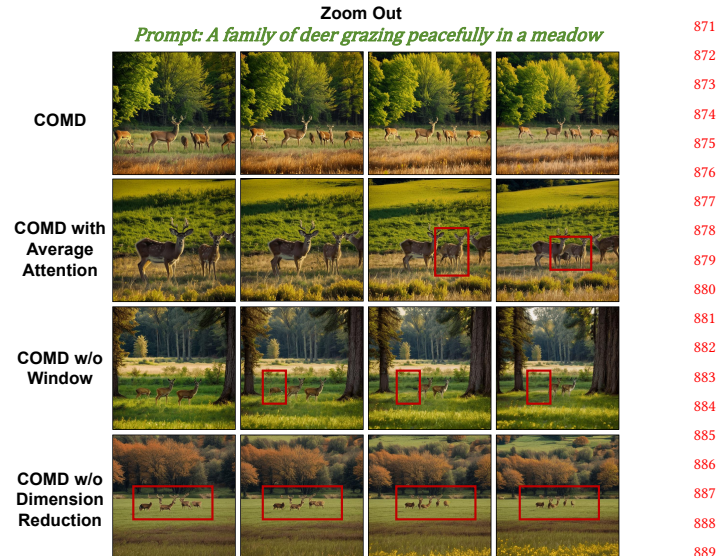 Zoom Out
Prompt: A family of deer grazing peacefully in a meadow
COMD
COMD with
Average
Attention
COMD w/o
Window
COMD w/o
Dimension
Reduction
871
872
873
874
875
876
877
878
879
880
881
882
883
884
885
886
887
888
889